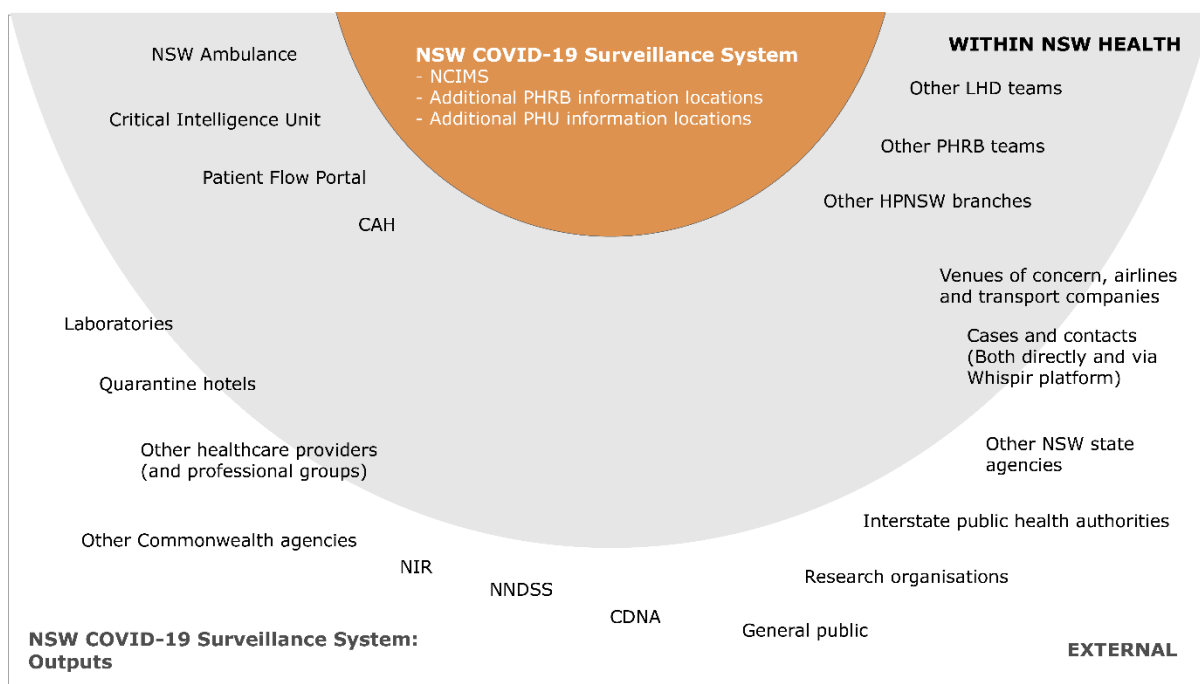 NSW Ambulance
Critical Intelligence Unit
Patient Flow Portal
CAH
NSW COVID-19 Surveillance System
- NCIMS
- Additional PHRB information locations
- Additional PHU information locations
WITHIN NSW HEALTH
Other LHD teams
Other PHRB teams
Other HPNSW branches
Venues of concern, airlines
and transport companies
Cases and contacts
(Both directly and via
Whispir platform)
Other NSW state
agencies
Interstate public health authorities
Research organisations
General public
Laboratories
Quarantine hotels
Other healthcare providers
(and professional groups)
Other Commonwealth agencies
NIR
NNDSS
CDNA
NSW COVID-19 Surveillance System:
Outputs
EXTERNAL